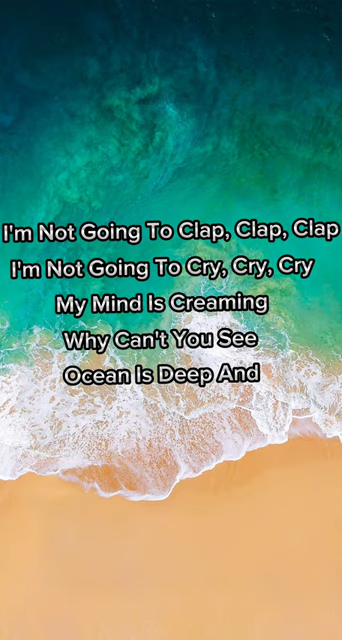 I'm Not Going To Clap, Clap, Clap
I'm Not Going To Cry, Cry, Cry
My Mind Is Creaming
Why Can't You See
Ocean Is Deep And